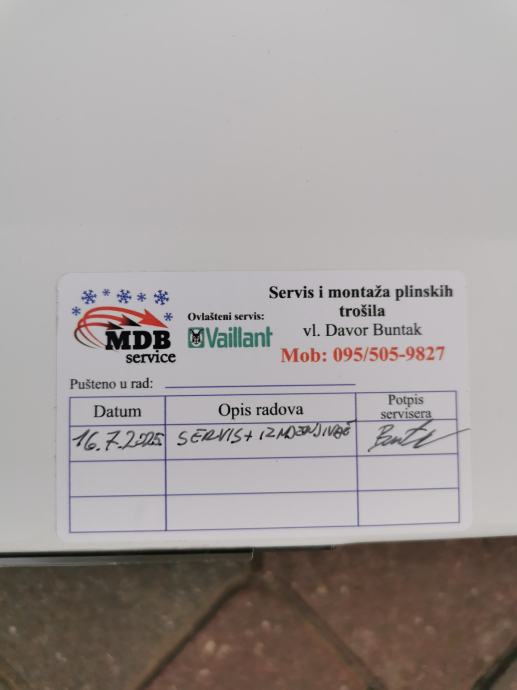 MDB
service
Ovlašteni servis:
Vaillant
Servis i montaža plinskih
trošila
vl. Davor Buntak
Mob: 095/505-9827
Pušteno u rad:
Datum
Opis radova
Potpis
servisera
16.7.2025
SERVIS + IZMJENJIVAČ